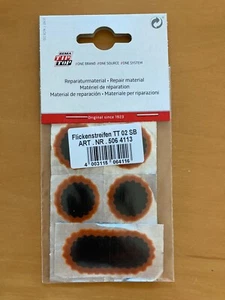 REMA
TIP TOP
ONE BRAND · ONE SOURCE · ONE SYSTEM
Reparaturmaterial - Repair material
Matériel de réparation
Material de reparación - Materiale per riparazioni
Original since 1923
Flickenstreifen TT 02 SB
ART . NR . 506 4113
4 003115 064116